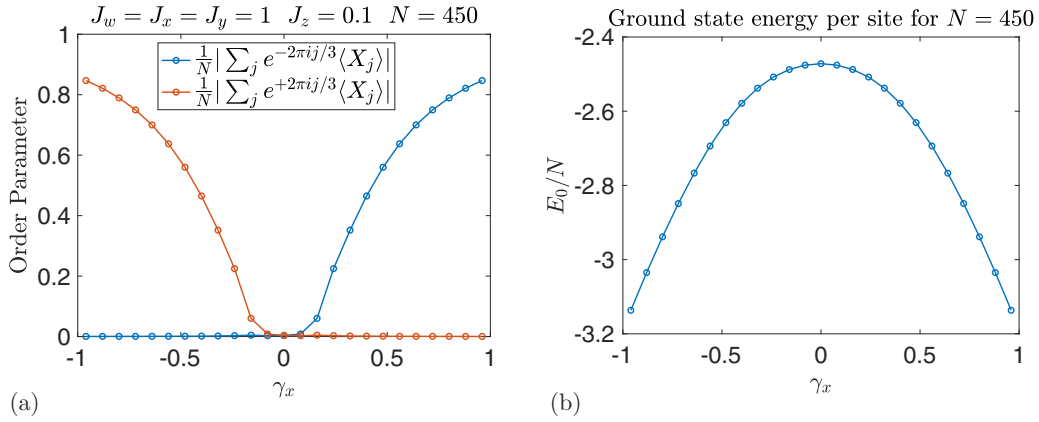 J_w = J_x = J_y = 1 J_z = 0.1 N = 450
1
0.8
0.6
0.4
0.2
0
Order Parameter
1/N|∑_j e^{-2πij/3}⟨X_j⟩|
1/N|∑_j e^{+2πij/3}⟨X_j⟩|
-1
-0.5
0
0.5
1
γ_x
(a)
Ground state energy per site for N = 450
-2.4
-2.6
-2.8
-3
-3.2
E_0/N
-1
-0.5
0
0.5
1
γ_x
(b)